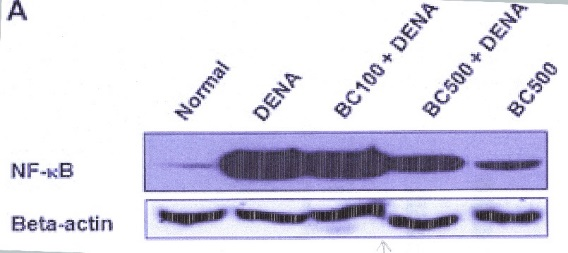 A
Normal
DENA
BC100 + DENA
BC500 + DENA
BC500
NF-κB
Beta-actin